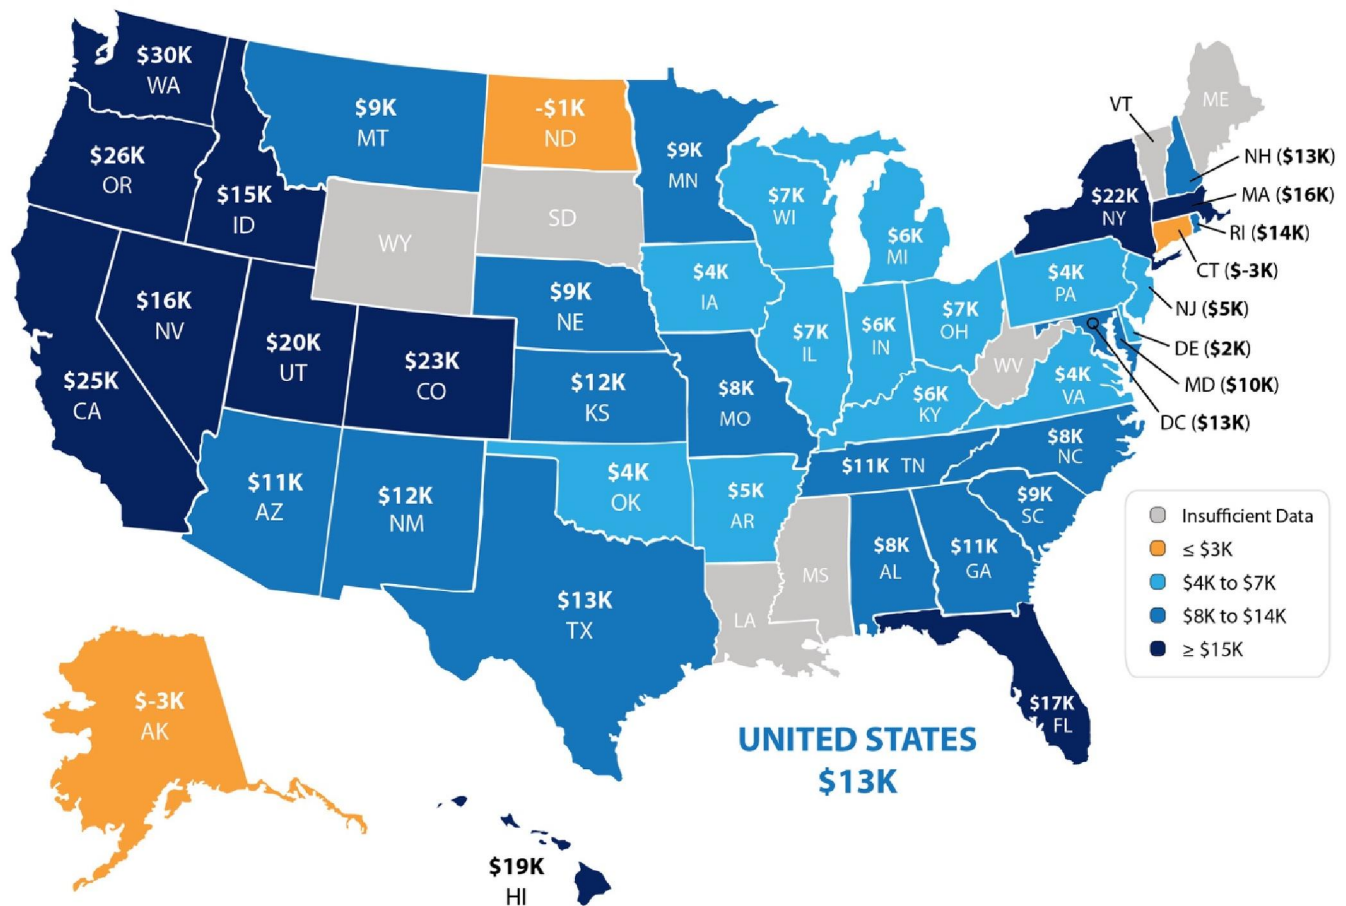 $30K
WA
$26K
OR
$15K
ID
$9K
MT
-$1K
ND
$9K
MN
SD
WY
$16K
NV
$25K
CA
$20K
UT
$23K
CO
$9K
NE
$12K
KS
$4K
IA
$8K
MO
$7K
WI
$6K
MI
$7K
IL
$6K
IN
$7K
OH
$6K
KY
WV
$4K
PA
$4K
VA
$22K
NY
VT
ME
NH ($13K)
MA ($16K)
RI ($14K)
CT ($-3K)
NJ ($5K)
DE ($2K)
MD ($10K)
DC ($13K)
$11K
AZ
$12K
NM
$4K
OK
$5K
AR
$11K TN
$8K
NC
$9K
SC
$8K
AL
$11K
GA
MS
LA
$13K
TX
$17K
FL
$-3K
AK
$19K
HI
UNITED STATES
$13K
Insufficient Data
≤ $3K
$4K to $7K
$8K to $14K
≥ $15K